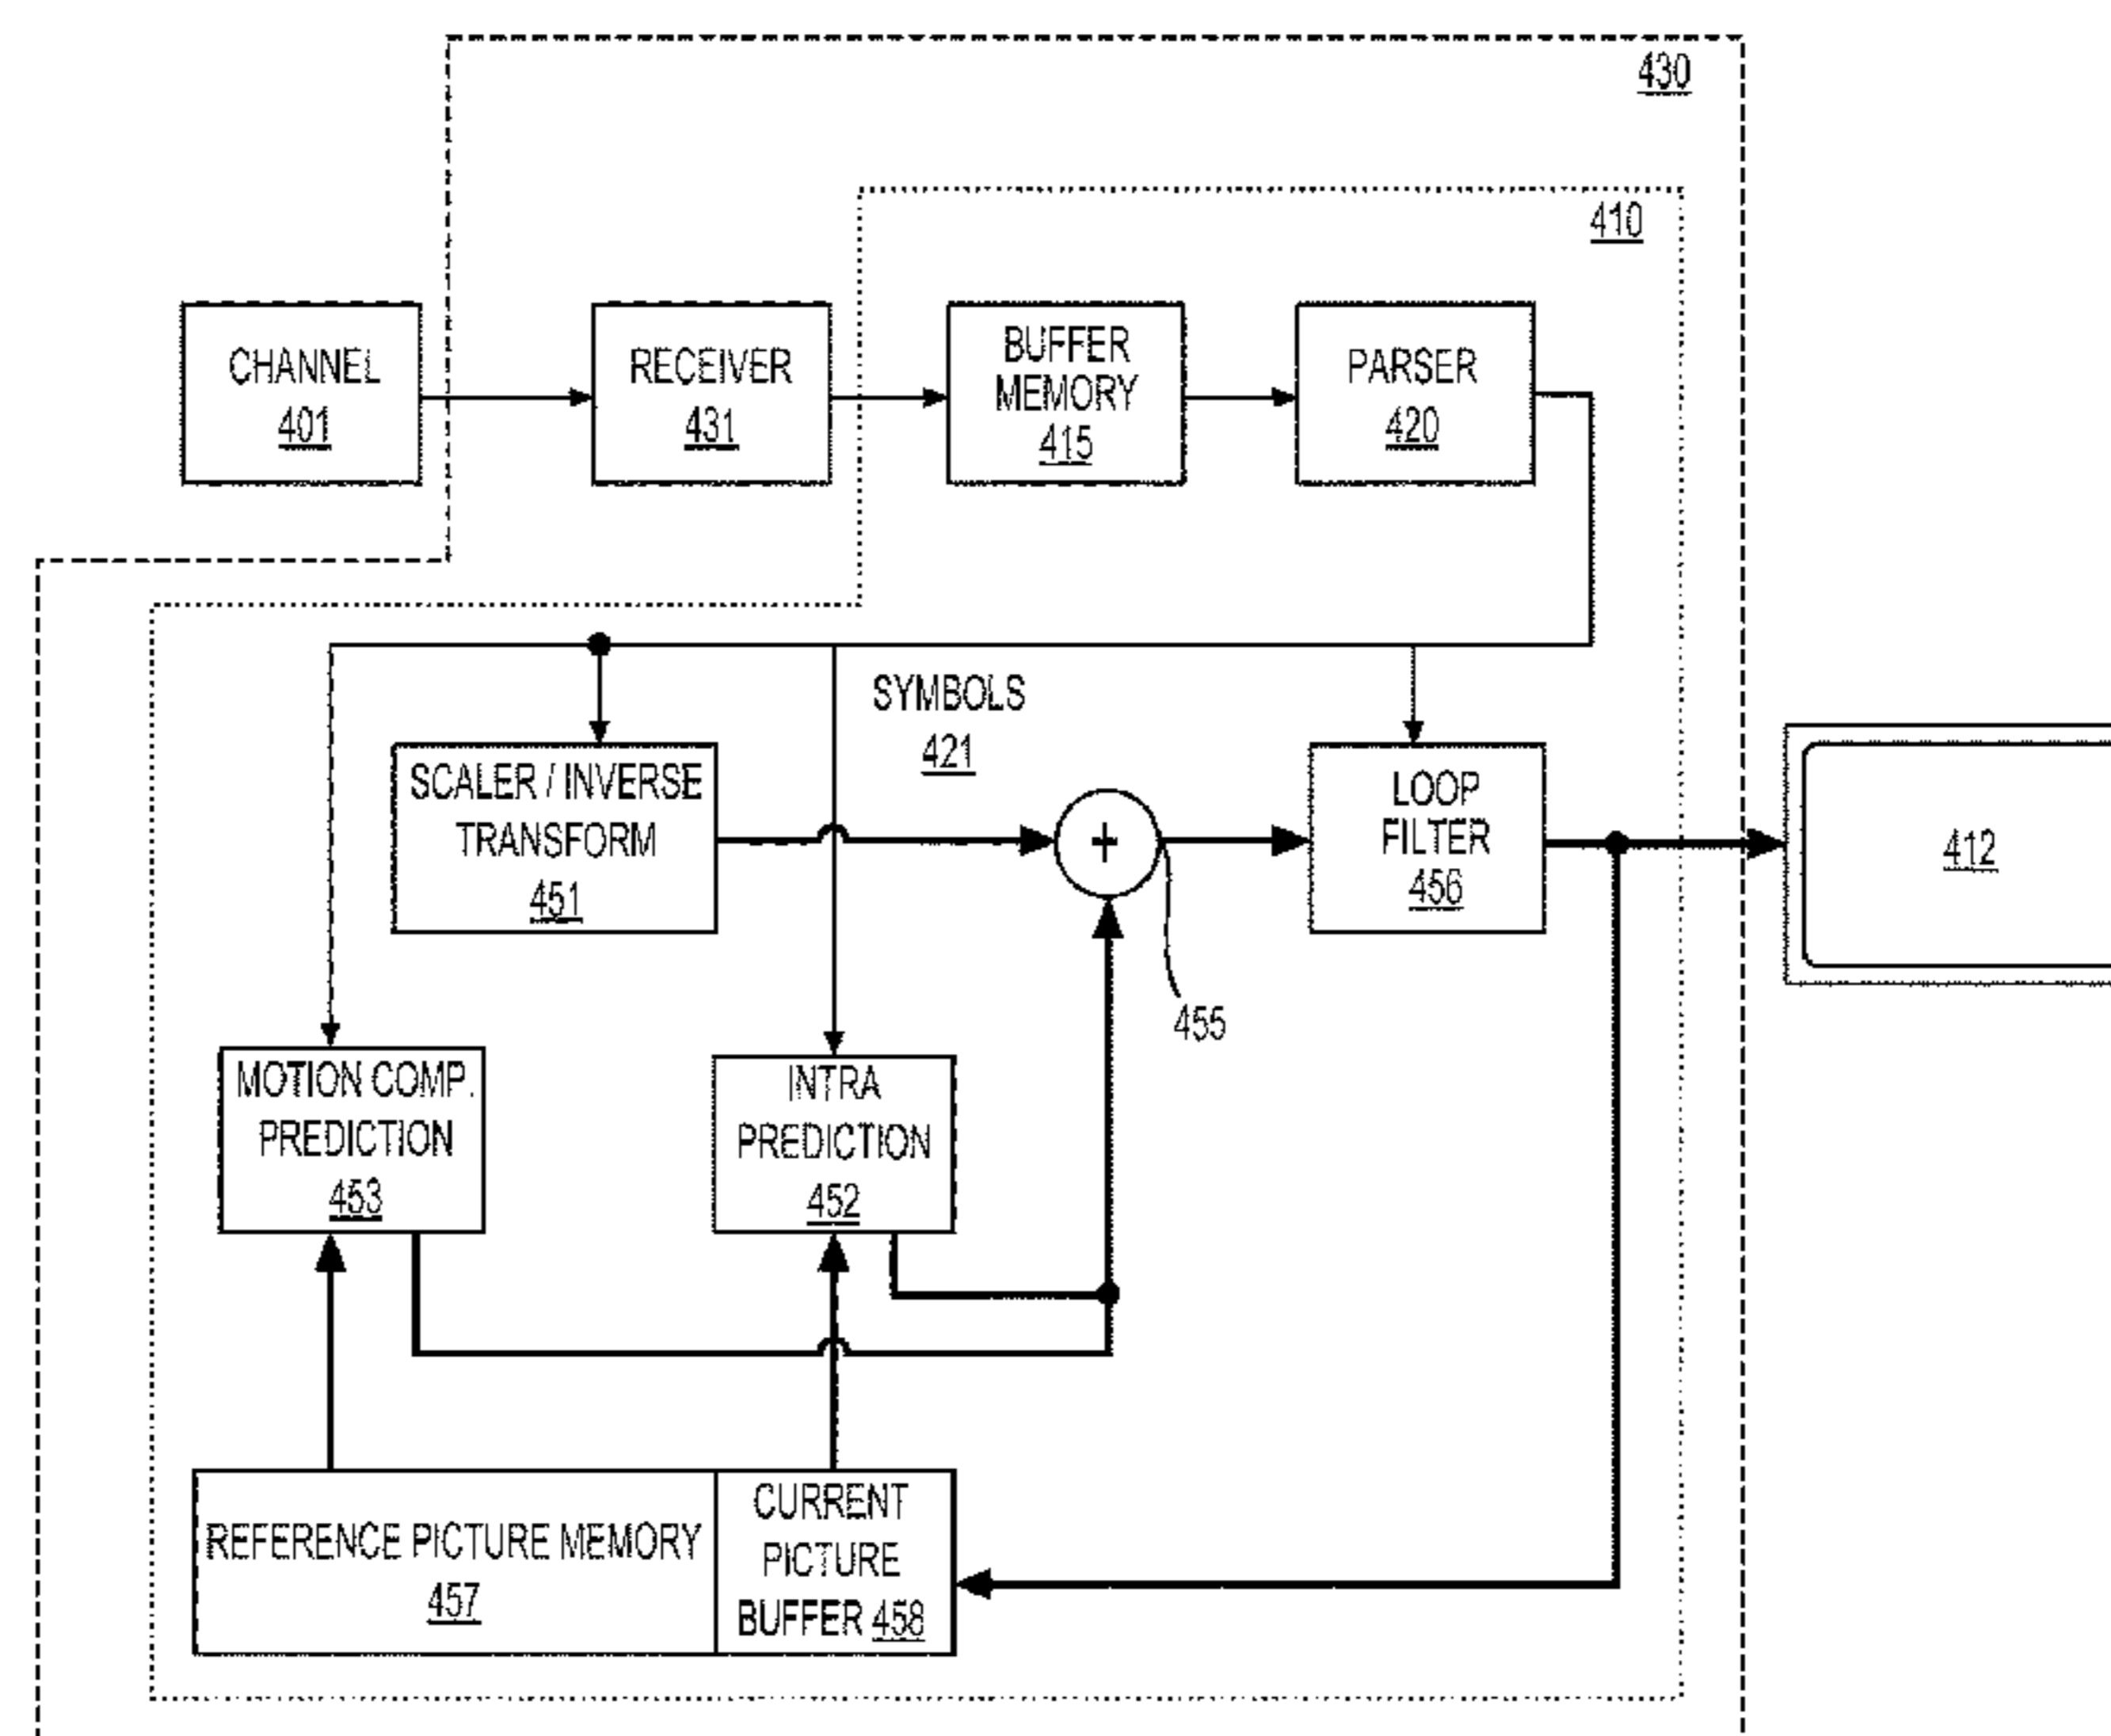 430
410
CHANNEL
401
RECEIVER
431
BUFFER
MEMORY
415
PARSER
420
SYMBOLS
421
SCALER / INVERSE
TRANSFORM
451
+
455
LOOP
FILTER
456
412
MOTION COMP.
PREDICTION
453
INTRA
PREDICTION
452
REFERENCE PICTURE MEMORY
457
CURRENT
PICTURE
BUFFER 458